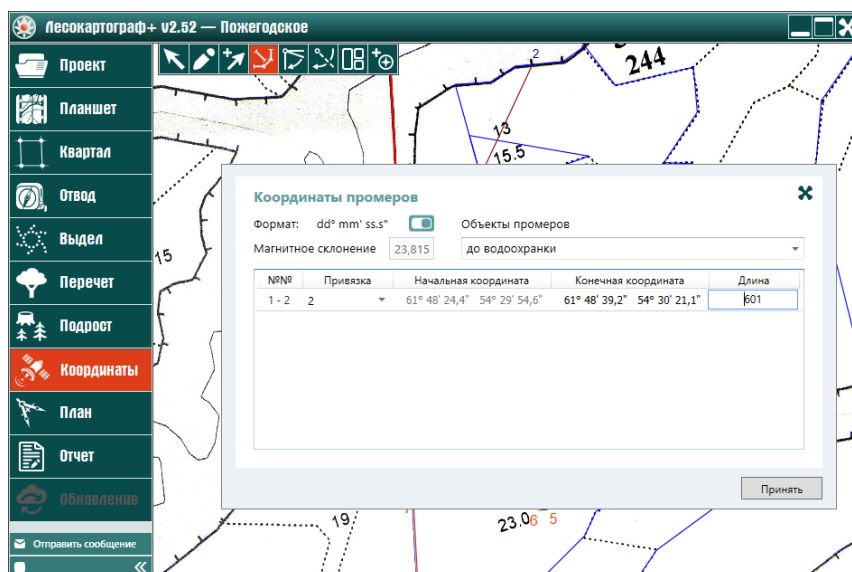 Лесокартограф+ v2.52 — Пожегодское
Проект
Планшет
Квартал
Отвод
Выдел
Перечет
Подрост
Координаты
План
Отчет
Обновление
Отправить сообщение
2
244
13
15.5
15
Координаты промеров
Формат: dd° mm' ss.s" Объекты промеров
Магнитное склонение 23,815 до водоохранки
№№ Привязка Начальная координата Конечная координата Длина
1 - 2 2 61° 48' 24,4" 54° 29' 54,6" 61° 48' 39,2" 54° 30' 21,1" 601
Принять
19
23.0 6 5